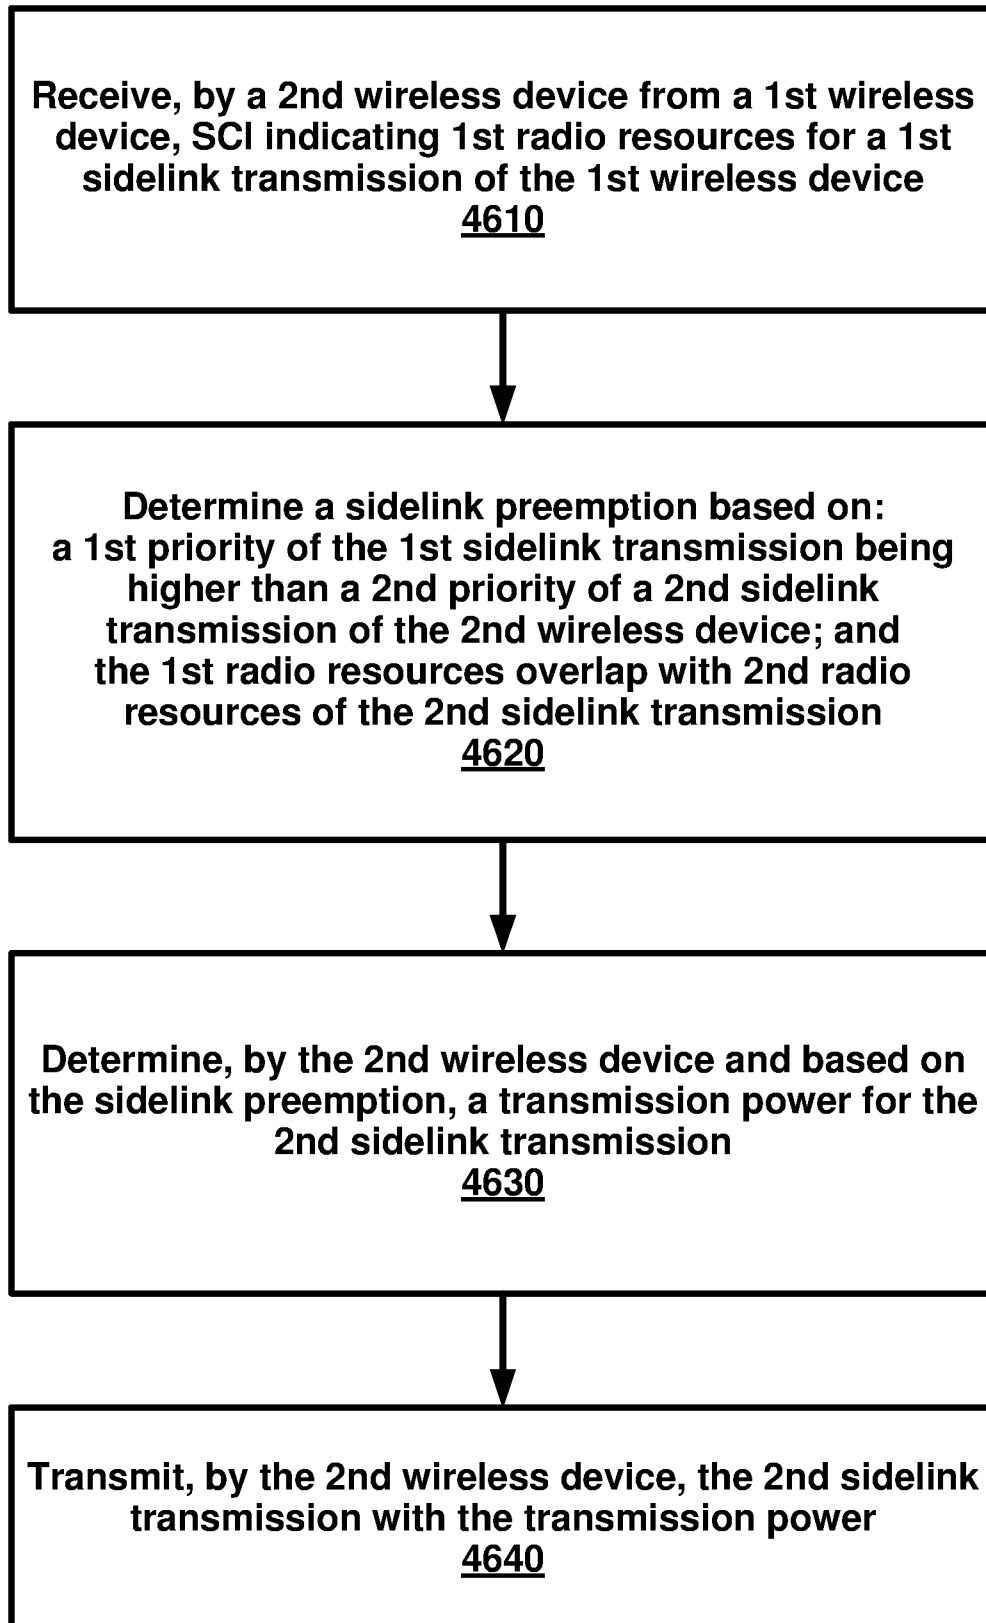 Receive, by a 2nd wireless device from a 1st wireless
device, SCI indicating 1st radio resources for a 1st
sidelink transmission of the 1st wireless device
4610
Determine a sidelink preemption based on:
a 1st priority of the 1st sidelink transmission being
higher than a 2nd priority of a 2nd sidelink
transmission of the 2nd wireless device; and
the 1st radio resources overlap with 2nd radio
resources of the 2nd sidelink transmission
4620
Determine, by the 2nd wireless device and based on
the sidelink preemption, a transmission power for the
2nd sidelink transmission
4630
Transmit, by the 2nd wireless device, the 2nd sidelink
transmission with the transmission power
4640